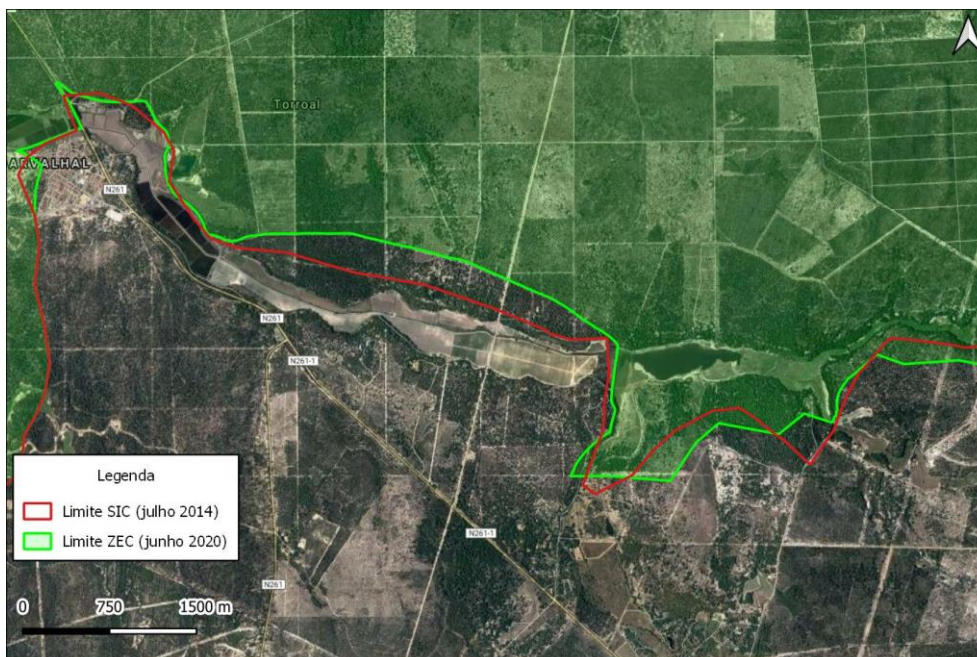 Torroal
ARVALHAL
N261
N261
N261-1
N261-1
N261
Legenda
Limite SIC (julho 2014)
Limite ZEC (junho 2020)
0 750 1500 m